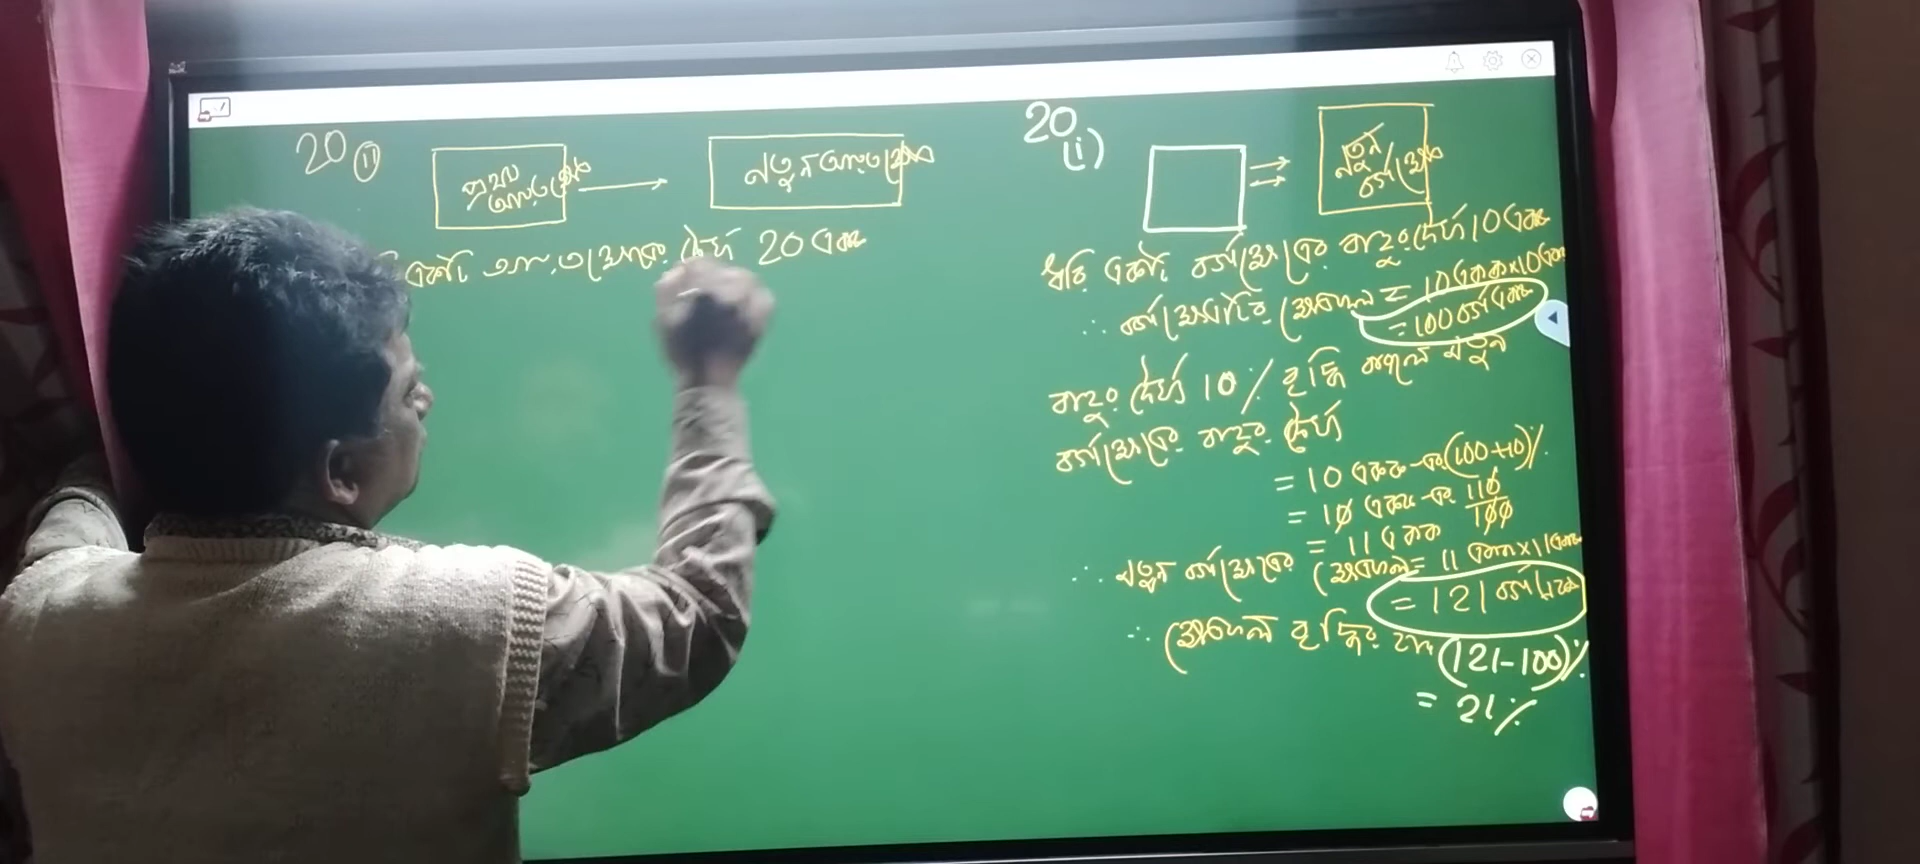 20 (ii)
প্রথম
আয়তক্ষেত্র
নতুন আয়তক্ষেত্র
একটি আয়তক্ষেত্রের দৈর্ঘ্য 20 একক
20
(i)
নতুন
বর্গক্ষেত্র
ধরি একটি বর্গক্ষেত্রের বাহুর দৈর্ঘ্য 10 একক
∴ বর্গক্ষেত্রটির ক্ষেত্রফল = 10 একক×10 একক
= 100 বর্গ একক
বাহুর দৈর্ঘ্য 10% বৃদ্ধি করলে নতুন
বর্গক্ষেত্রের বাহুর দৈর্ঘ্য
= 10 একক এর (100+10)%
= 10 একক এর 110/100
= 11 একক
∴ নতুন বর্গক্ষেত্রের ক্ষেত্রফল = 11 একক×11 একক
= 121 বর্গ একক
∴ ক্ষেত্রফল বৃদ্ধির (121-100)%
= 21%